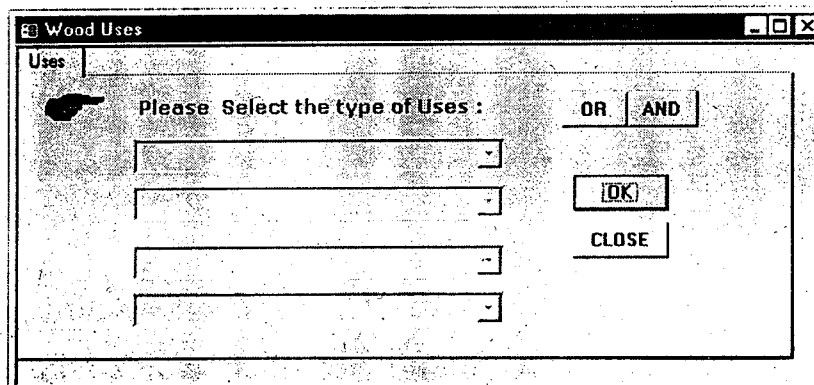 Wood Uses
Uses
Please Select the type of Uses :
OR AND
OK
CLOSE